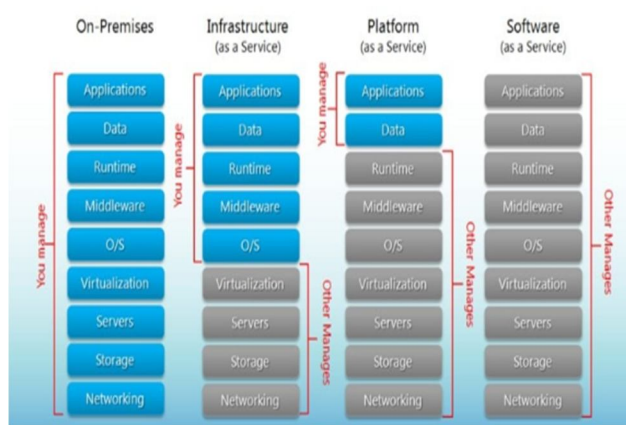 On-Premises
Infrastructure
(as a Service)
Platform
(as a Service)
Software
(as a Service)
You manage
Applications
Data
Runtime
Middleware
O/S
Virtualization
Servers
Storage
Networking
You manage
Applications
Data
Runtime
Middleware
O/S
Virtualization
Servers
Storage
Networking
Other Manages
You manage
Applications
Data
Runtime
Middleware
O/S
Virtualization
Servers
Storage
Networking
Other Manages
Applications
Data
Runtime
Middleware
O/S
Virtualization
Servers
Storage
Networking
Other Manages